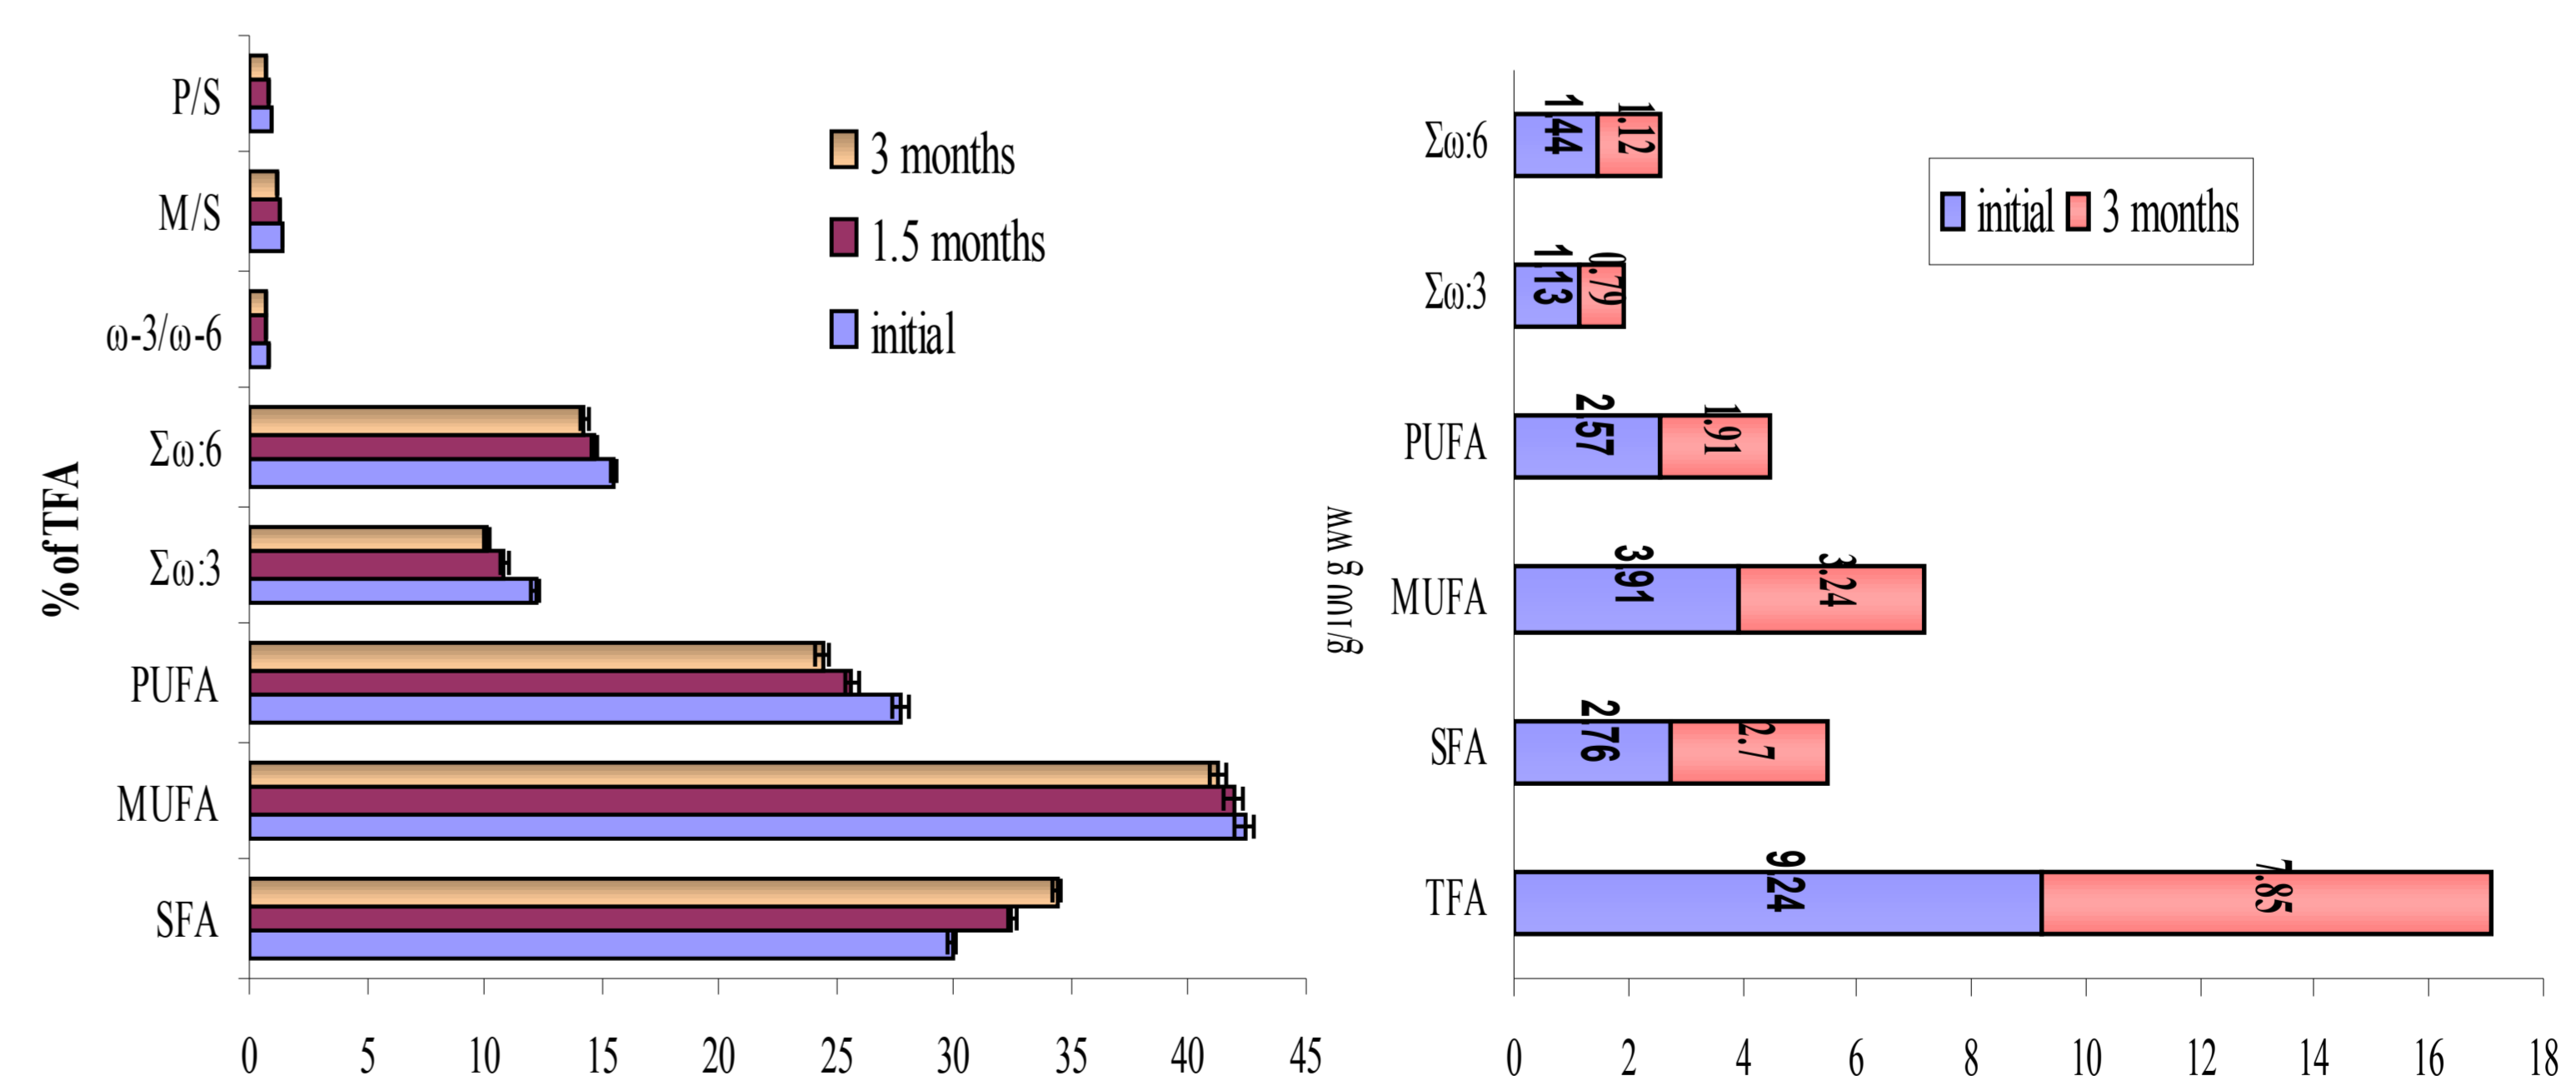 P/S
M/S
ω-3/ω-6
Σω:6
Σω:3
PUFA
MUFA
SFA
% of TFA
3 months
1.5 months
initial
0 5 10 15 20 25 30 35 40 45
Σω:6
Σω:3
PUFA
MUFA
SFA
TFA
g/100 g ww
initial 3 months
1,44 1.12
1,13 0.79
2,57 1.91
3,91 3.24
2,76 2.7
9,24 7.85
0 2 4 6 8 10 12 14 16 18